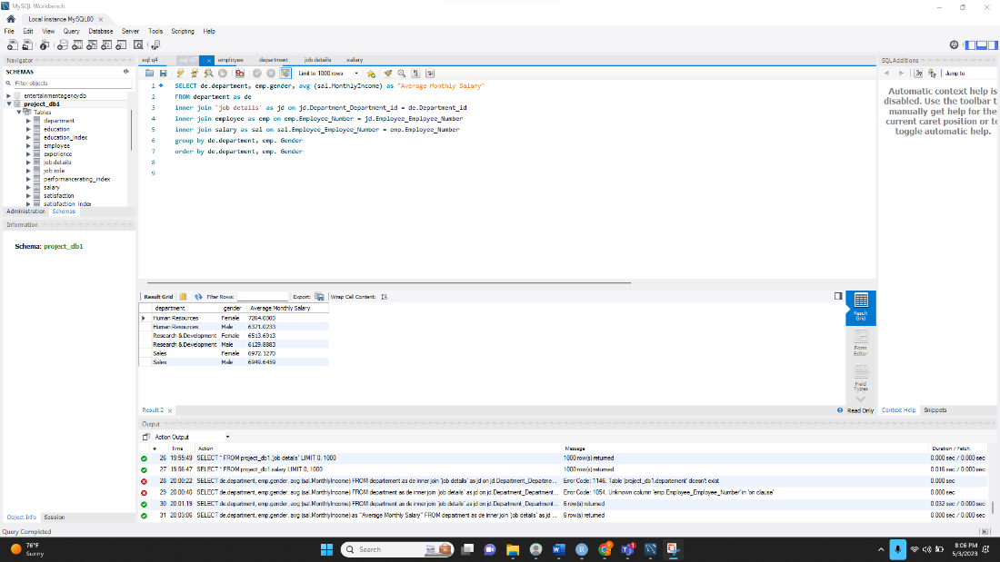 MySQL Workbench
Local instance MySQL80 ×
File Edit View Query Database Server Tools Scripting Help
Navigator
SCHEMAS
Filter objects
entertainmentagencydb
project_db1
Tables
department
education
education_index
employee
experience
job details
job role
performancerating_index
salary
satisfaction
satisfaction_index
Administration Schemas
Information
Schema: project_db1
Object Info Session
Query Completed
sql q4 employee department job details salary
Limit to 1000 rows
1 SELECT de.department, emp.gender, avg (sal.MonthlyIncome) as "Average Monthly Salary"
2 FROM department as de
3 inner join `job details` as jd on jd.Department_Department_id = de.Department_id
4 inner join employee as emp on emp.Employee_Number = jd.Employee_Employee_Number
5 inner join salary as sal on sal.Employee_Employee_Number = emp.Employee_Number
6 group by de.department, emp. Gender
7 order by de.department, emp. Gender
8
9
Result Grid Filter Rows: Export: Wrap Cell Content:
department gender Average Monthly Salary
Human Resources Female 7264.0000
Human Resources Male 6371.0233
Research & Development Female 6513.6913
Research & Development Male 6129.8883
Sales Female 6972.1270
Sales Male 6949.6459
Result Grid
Form Editor
Field Types
Result 2 ×
Read Only
SQLAdditions
Jump to
Automatic context help is
disabled. Use the toolbar t
manually get help for the
current caret position or to
toggle automatic help.
Context Help Snippets
Output
Action Output
# Time Action Message Duration / Fetch
26 19:55:49 SELECT * FROM project_db1.`job details` LIMIT 0, 1000 1000 row(s) returned 0.000 sec / 0.000 sec
27 19:56:47 SELECT * FROM project_db1.salary LIMIT 0, 1000 1000 row(s) returned 0.016 sec / 0.000 sec
28 20:00:22 SELECT de.department, emp.gender, avg (sal.MonthlyIncome) FROM departement as de inner join `job details` as jd on jd.Department_Department... Error Code: 1146. Table 'project_db1.departement' doesn't exist 0.000 sec
29 20:00:40 SELECT de.department, emp.gender, avg (sal.MonthlyIncome) FROM department as de inner join `job details` as jd on jd.Department_Department_... Error Code: 1054. Unknown column 'emp.Employee_Employee_Number' in 'on clause' 0.000 sec
30 20:01:19 SELECT de.department, emp.gender, avg (sal.MonthlyIncome) FROM department as de inner join `job details` as jd on jd.Department_Department_... 6 row(s) returned 0.032 sec / 0.000 sec
31 20:03:06 SELECT de.department, emp.gender, avg (sal.MonthlyIncome) as "Average Monthly Salary" FROM department as de inner join `job details` as jd ... 6 row(s) returned 0.000 sec / 0.000 sec
76°F
Sunny
Search
8:06 PM
5/3/2023